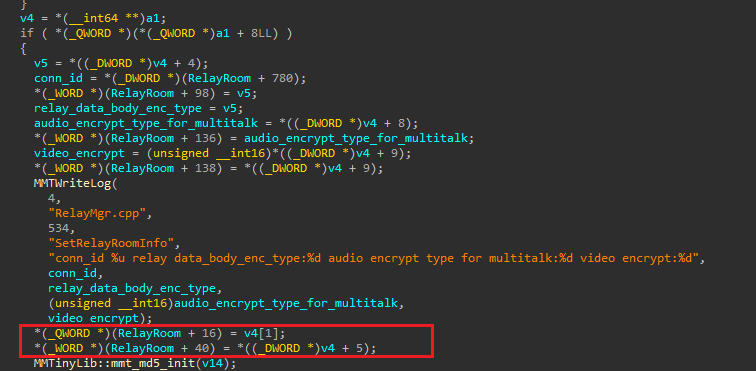 }
v4 = *(__int64 **)a1;
if ( *(_QWORD *)(*(_QWORD *)a1 + 8LL) )
{
v5 = *((_DWORD *)v4 + 4);
conn_id = *(_DWORD *)(RelayRoom + 780);
*(_WORD *)(RelayRoom + 98) = v5;
relay_data_body_enc_type = v5;
audio_encrypt_type_for_multitalk = *((_DWORD *)v4 + 8);
*(_WORD *)(RelayRoom + 136) = audio_encrypt_type_for_multitalk;
video_encrypt = (unsigned __int16)*((_DWORD *)v4 + 9);
*(_WORD *)(RelayRoom + 138) = *((_DWORD *)v4 + 9);
MMTWriteLog(
4,
"RelayMgr.cpp",
534,
"SetRelayRoomInfo",
"conn_id %u relay data_body_enc_type:%d audio encrypt type for multitalk:%d video encrypt:%d",
conn_id,
relay_data_body_enc_type,
(unsigned __int16)audio_encrypt_type_for_multitalk,
video_encrypt);
*(_QWORD *)(RelayRoom + 16) = v4[1];
*(_WORD *)(RelayRoom + 40) = *((_DWORD *)v4 + 5);
MMTinyLib::mmt_md5_init(v14);